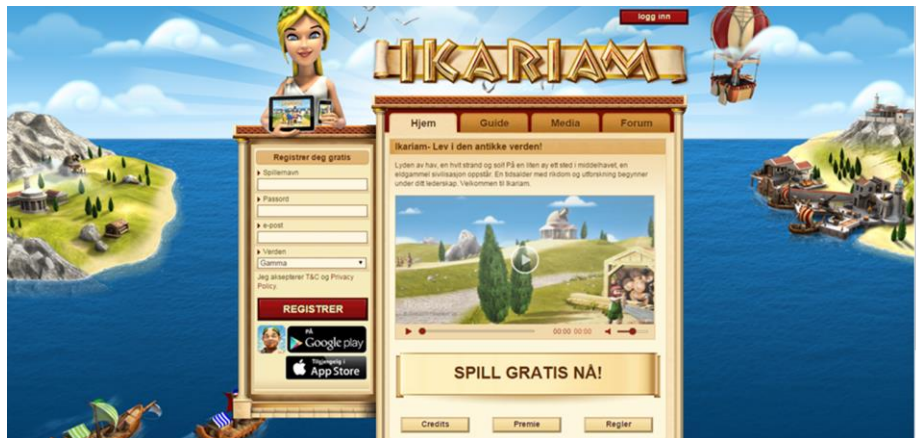 logg inn
IKARIAM
Hjem
Guide
Media
Forum
Registrer deg gratis
Spillernavn
Passord
e-post
Verden
Gamma
Jeg aksepterer T&C og Privacy
Policy.
REGISTRER
PÅ
Google play
Tilgjengelig i
App Store
Ikariam- Lev i den antikke verden!
Lyden av hav, en hvit strand og sol! På en liten øy ett sted i middelhavet, en
eldgammel sivilisasjon oppstår. En tidsalder med rikdom og utforskning begynner
under ditt lederskap. Velkommen til Ikariam.
00:00 00:00
SPILL GRATIS NÅ!
Credits
Premie
Regler